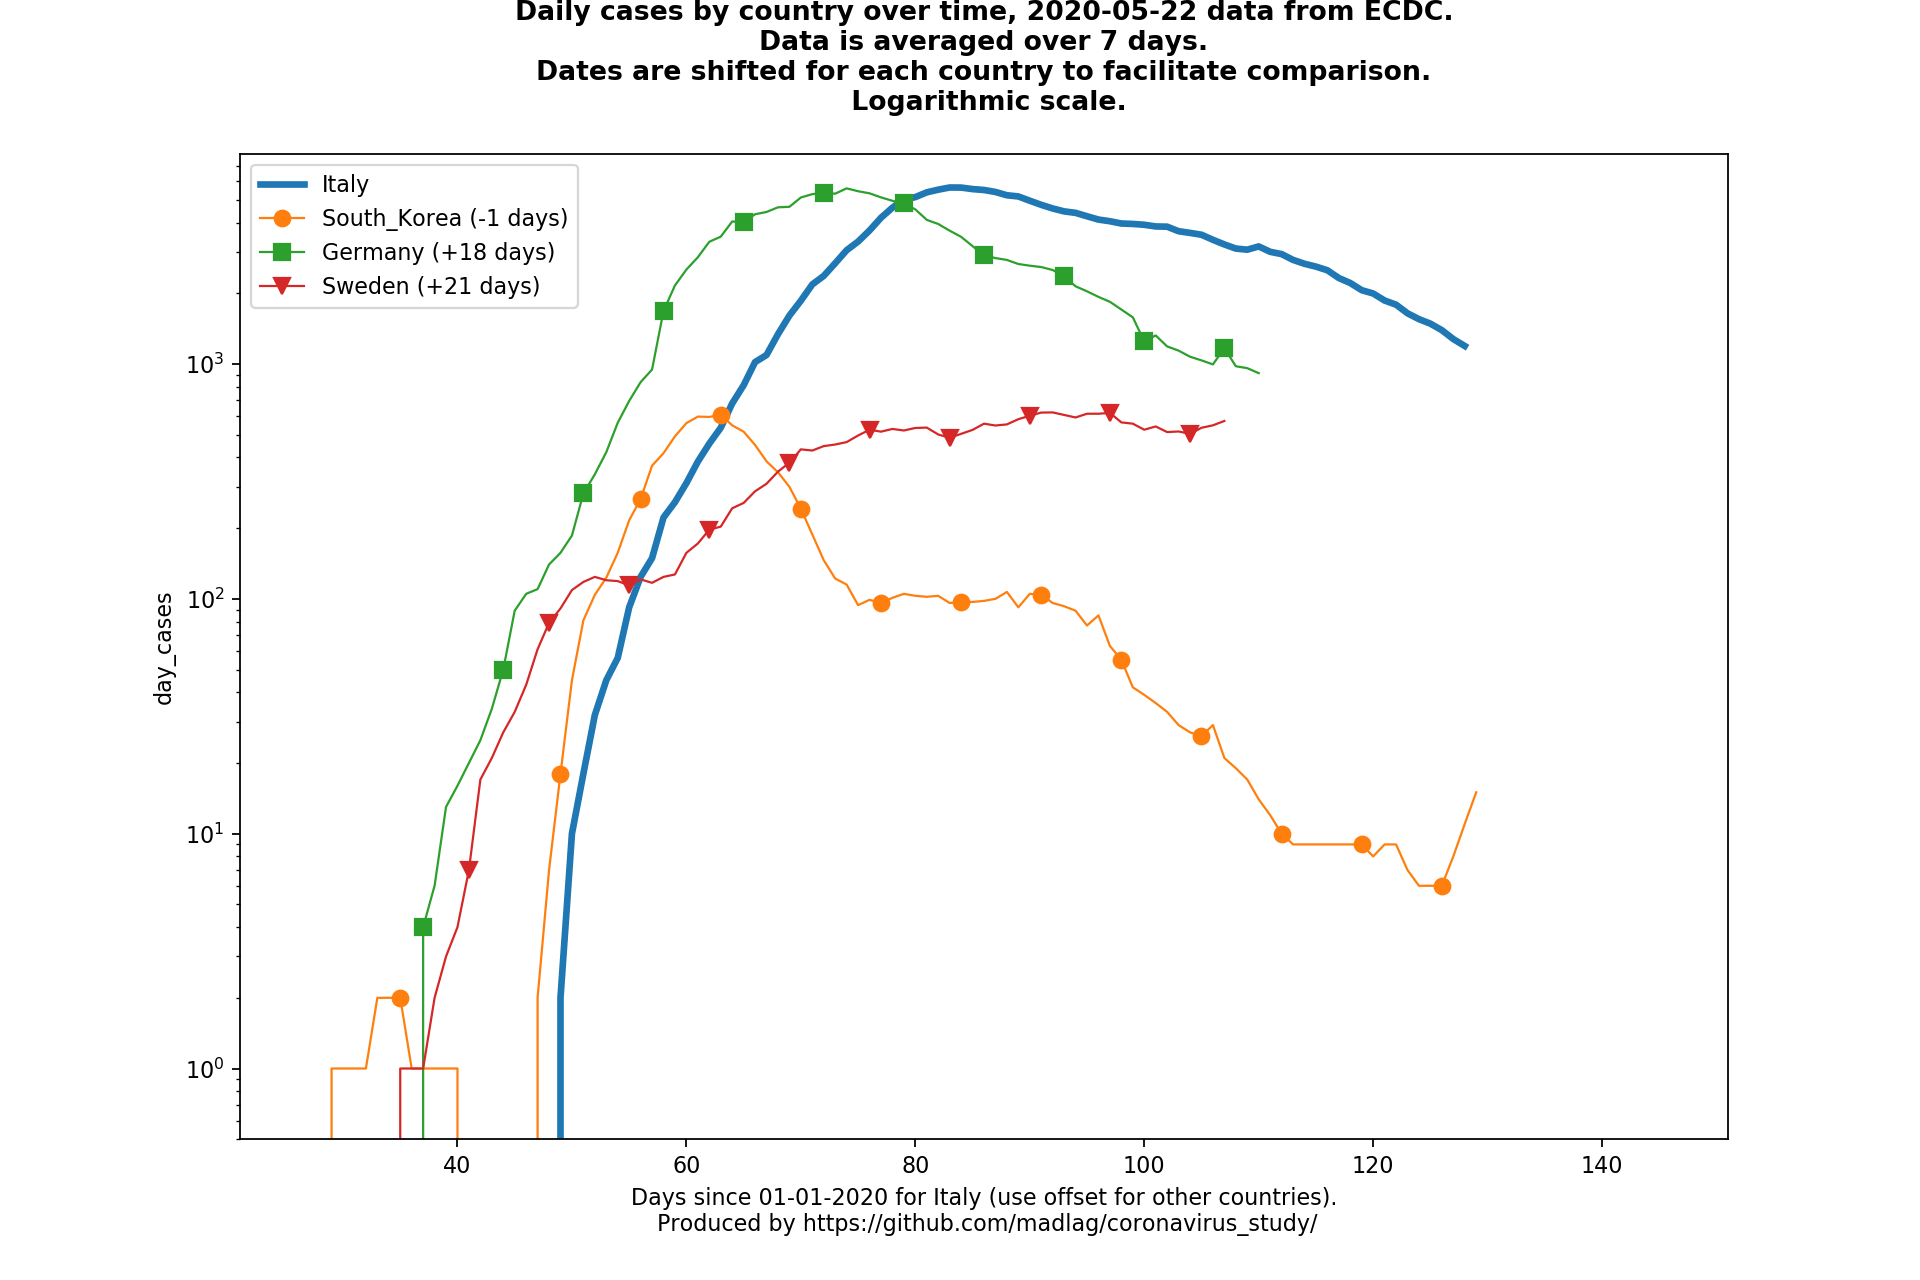 Daily cases by country over time, 2020-05-22 data from ECDC.
Data is averaged over 7 days.
Dates are shifted for each country to facilitate comparison.
Logarithmic scale.
Italy
South_Korea (-1 days)
Germany (+18 days)
Sweden (+21 days)
day_cases
10³
10²
10¹
10⁰
40 60 80 100 120 140
Days since 01-01-2020 for Italy (use offset for other countries).
Produced by https://github.com/madlag/coronavirus_study/